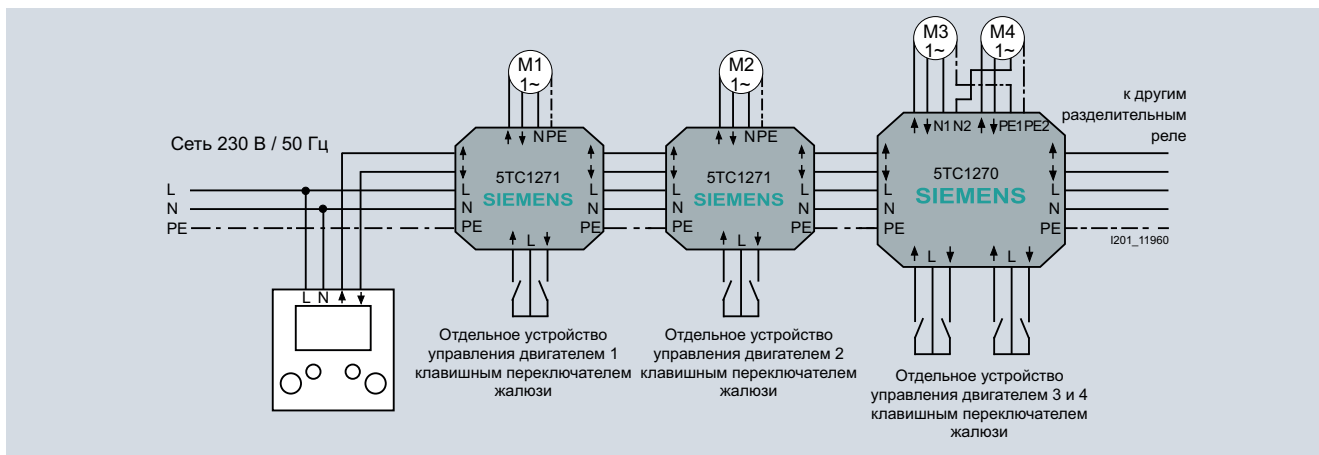 M1
1~
M2
1~
M3
1~
M4
1~
к другим
разделительным
реле
Сеть 230 В / 50 Гц
L
N
PE
L N
N PE
5TC1271
SIEMENS
L
N
PE
L
N
PE
L
N PE
5TC1271
SIEMENS
L
N
PE
L
N
PE
L
N1 N2 PE1 PE2
5TC1270
SIEMENS
L
N
PE
L
N
PE
L L
I201_11960
Отдельное устройство
управления двигателем 1
клавишным переключателем
жалюзи
Отдельное устройство
управления двигателем 2
клавишным переключателем
жалюзи
Отдельное устройство
управления двигателем 3 и 4
клавишным переключателем
жалюзи